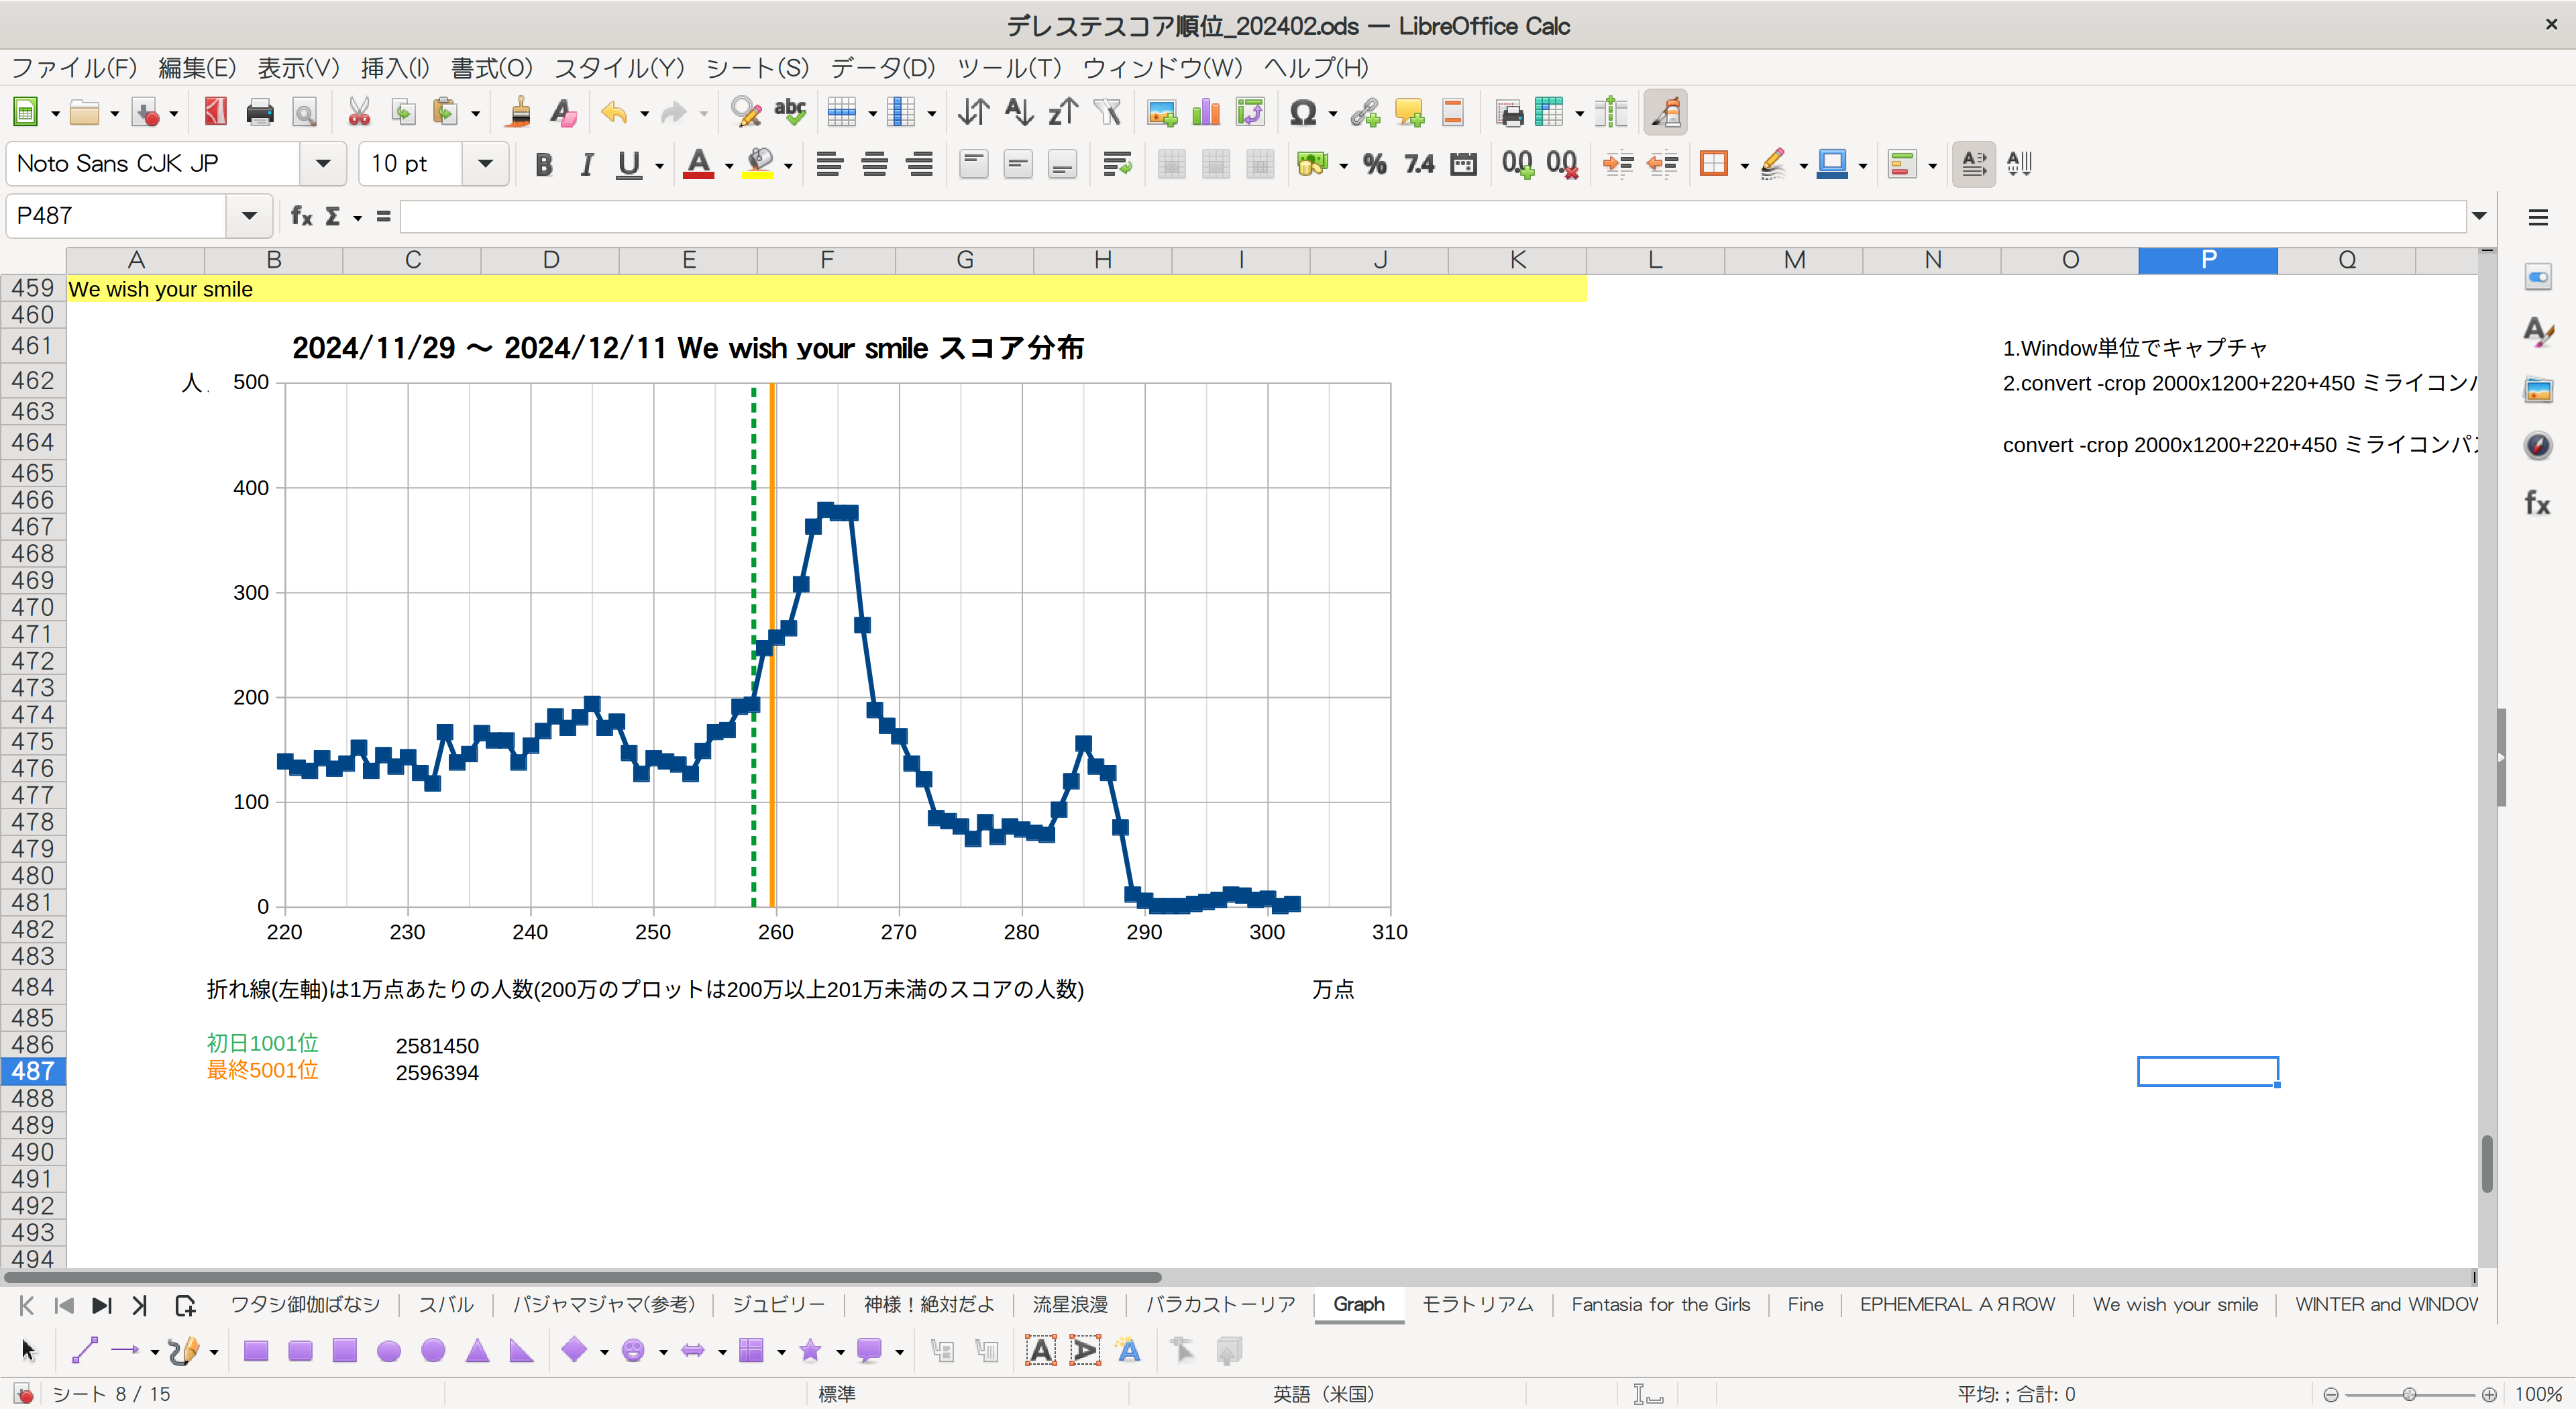 デレステスコア順位_202402.ods — LibreOffice Calc
ファイル(F) 編集(E) 表示(V) 挿入(I) 書式(O) スタイル(Y) シート(S) データ(D) ツール(T) ウィンドウ(W) ヘルプ(H)
Noto Sans CJK JP 10 pt
P487
A B C D E F G H I J K L M N O P Q
459 We wish your smile
460
461 2024/11/29 ～ 2024/12/11 We wish your smile スコア分布 1.Window単位でキャプチャ
462 人 500 2.convert -crop 2000x1200+220+450 ミライコン
463
464 convert -crop 2000x1200+220+450 ミライコンパ
465
466 400
467
468
469
470 300
471
472
473
474 200
475
476
477
478 100
479
480
481 0
482 220 230 240 250 260 270 280 290 300 310
483
484 折れ線(左軸)は1万点あたりの人数(200万のプロットは200万以上201万未満のスコアの人数) 万点
485
486 初日1001位 2581450
487 最終5001位 2596394
488
489
490
491
492
493
494
ワタシ御伽ばなシ スバル パジャマジャマ(参考) ジュビリー 神様！絶対だよ 流星浪漫 バラカストーリア Graph モラトリアム Fantasia for the Girls Fine EPHEMERAL AЯROW We wish your smile WINTER and WINDOW
シート 8 / 15 標準 英語（米国） 平均: ; 合計: 0 100%